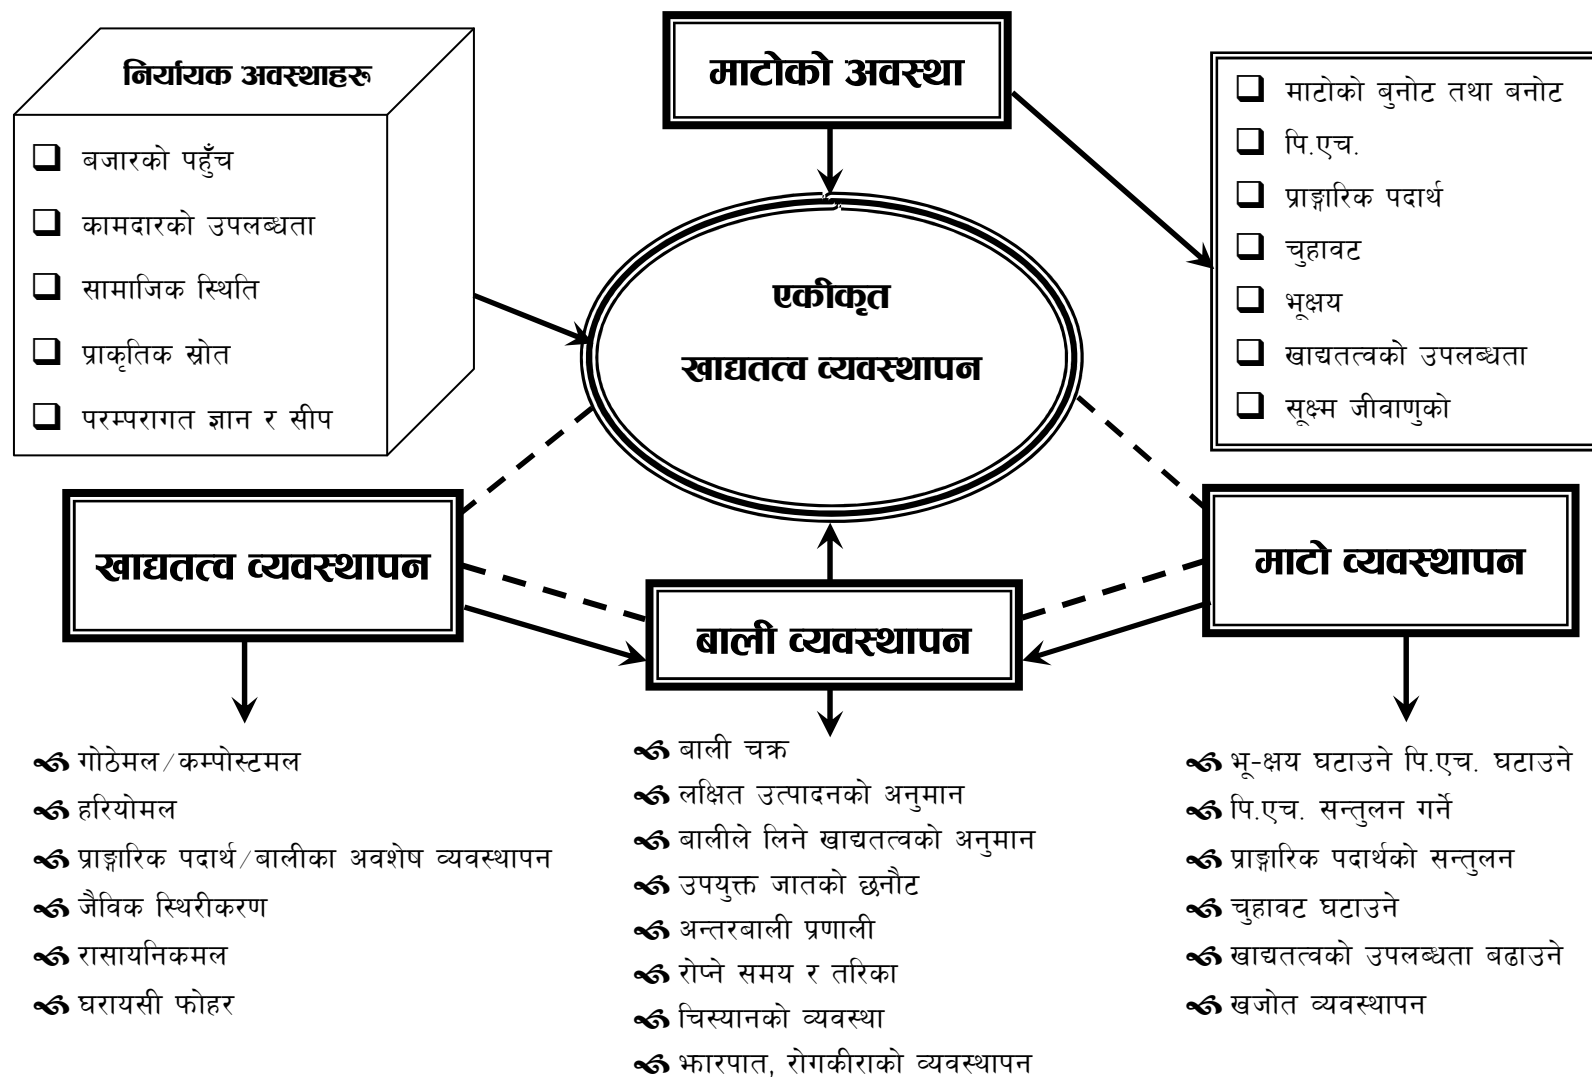 निर्यायक अवस्थाहरू
बजारको पहुँच
कामदारको उपलब्धता
सामाजिक स्थिति
प्राकृतिक स्रोत
परम्परागत ज्ञान र सीप
माटोको अवस्था
माटोको बुनोट तथा बनोट
पि.एच.
प्राङ्गारिक पदार्थ
चुहावट
भूक्षय
खाद्यतत्वको उपलब्धता
सूक्ष्म जीवाणुको
एकीकृत
खाद्यतत्व व्यवस्थापन
खाद्यतत्व व्यवस्थापन
बाली व्यवस्थापन
माटो व्यवस्थापन
गोठेमल/कम्पोस्टमल
हरियोमल
प्राङ्गारिक पदार्थ/बालीका अवशेष व्यवस्थापन
जैविक स्थिरीकरण
रासायनिकमल
घरायसी फोहर
बाली चक्र
लक्षित उत्पादनको अनुमान
बालीले लिने खाद्यतत्वको अनुमान
उपयुक्त जातको छनौट
अन्तरबाली प्रणाली
रोप्ने समय र तरिका
चिस्यानको व्यवस्था
झारपात, रोगकीराको व्यवस्थापन
भू-क्षय घटाउने पि.एच. घटाउने
पि.एच. सन्तुलन गर्ने
प्राङ्गारिक पदार्थको सन्तुलन
चुहावट घटाउने
खाद्यतत्वको उपलब्धता बढाउने
खजोत व्यवस्थापन